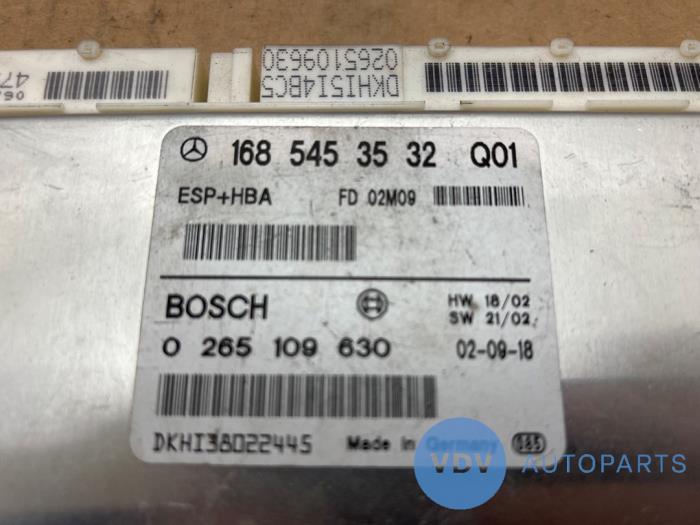 DKHI5I4BC5
0265109630
168 545 35 32 Q01
ESP+HBA FD 02M09
BOSCH HW 18/02
SW 21/02
0 265 109 630 02-09-18
DKHI38022445 Made in Germany
VDV AUTOPARTS